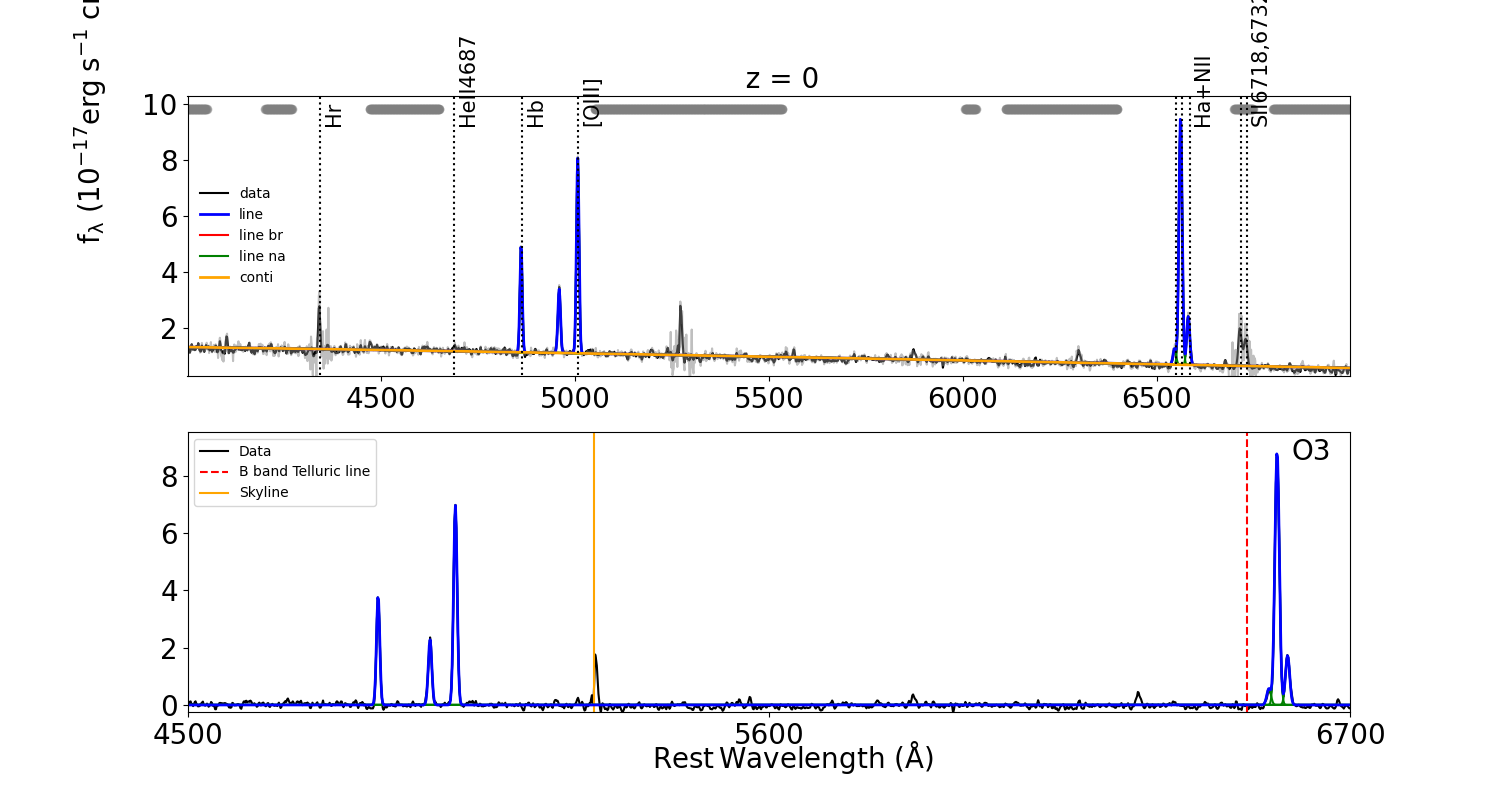 z = 0
f_λ (10^−17 erg s^−1 c
Hr
HeII4687
Hb
[OIII]
Ha+NII
SII6718,6732
10
8
6
4
2
data
line
line br
line na
conti
4500
5000
5500
6000
6500
O3
8
6
4
2
0
Data
B band Telluric line
Skyline
4500
5600
6700
Rest Wavelength (Å)